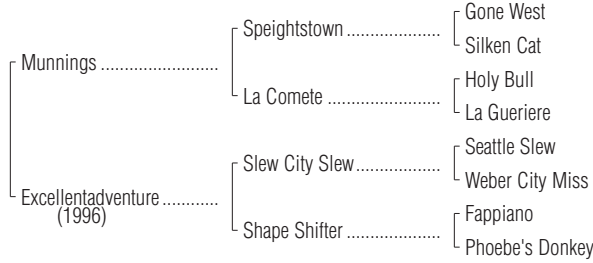 Gone West
Speightstown ....................
Silken Cat
Munnings .........................
Holy Bull
La Comete ........................
La Gueriere
Seattle Slew
Slew City Slew..................
Weber City Miss
Excellentadventure ............
(1996)
Fappiano
Shape Shifter ....................
Phoebe's Donkey